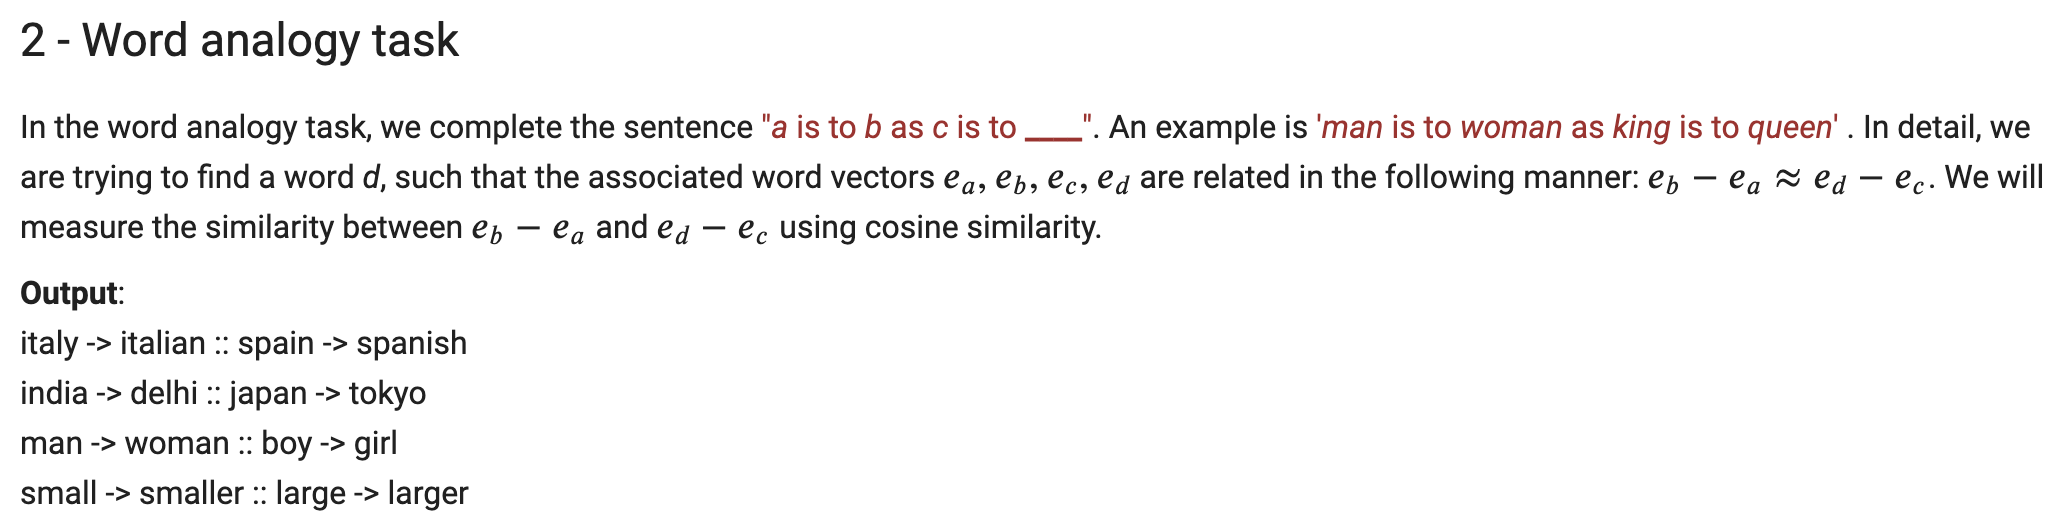 2 - Word analogy task
In the word analogy task, we complete the sentence "a is to b as c is to ____". An example is 'man is to woman as king is to queen' . In detail, we
are trying to find a word d, such that the associated word vectors e_a, e_b, e_c, e_d are related in the following manner: e_b − e_a ≈ e_d − e_c. We will
measure the similarity between e_b − e_a and e_d − e_c using cosine similarity.
Output:
italy -> italian :: spain -> spanish
india -> delhi :: japan -> tokyo
man -> woman :: boy -> girl
small -> smaller :: large -> larger